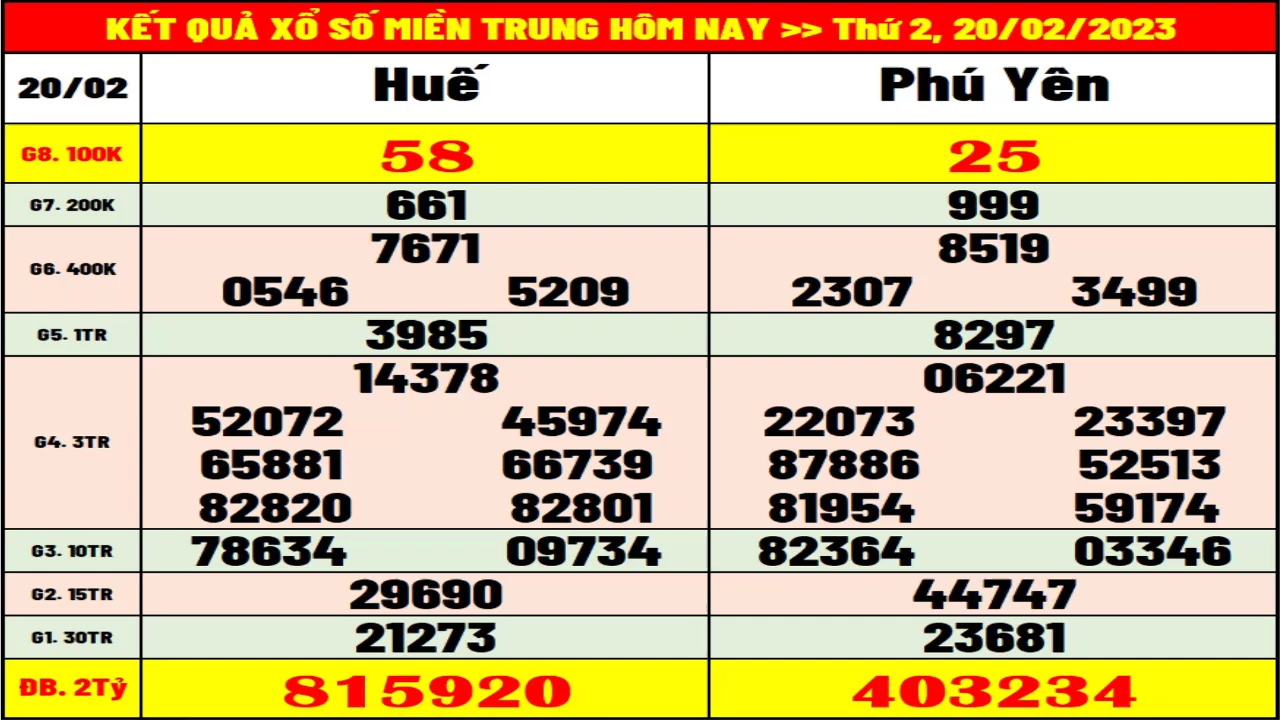 KẾT QUẢ XỔ SỐ MIỀN TRUNG HÔM NAY >> Thứ 2, 20/02/2023
20/02 Huế Phú Yên
G8. 100K 58 25
G7. 200K 661 999
7671 8519
G6. 400K
0546 5209 2307 3499
G5. 1TR 3985 8297
14378 06221
52072 45974 22073 23397
G4. 3TR
65881 66739 87886 52513
82820 82801 81954 59174
G3. 10TR 78634 09734 82364 03346
G2. 15TR 29690 44747
G1. 30TR 21273 23681
ĐB. 2Tỷ 815920 403234